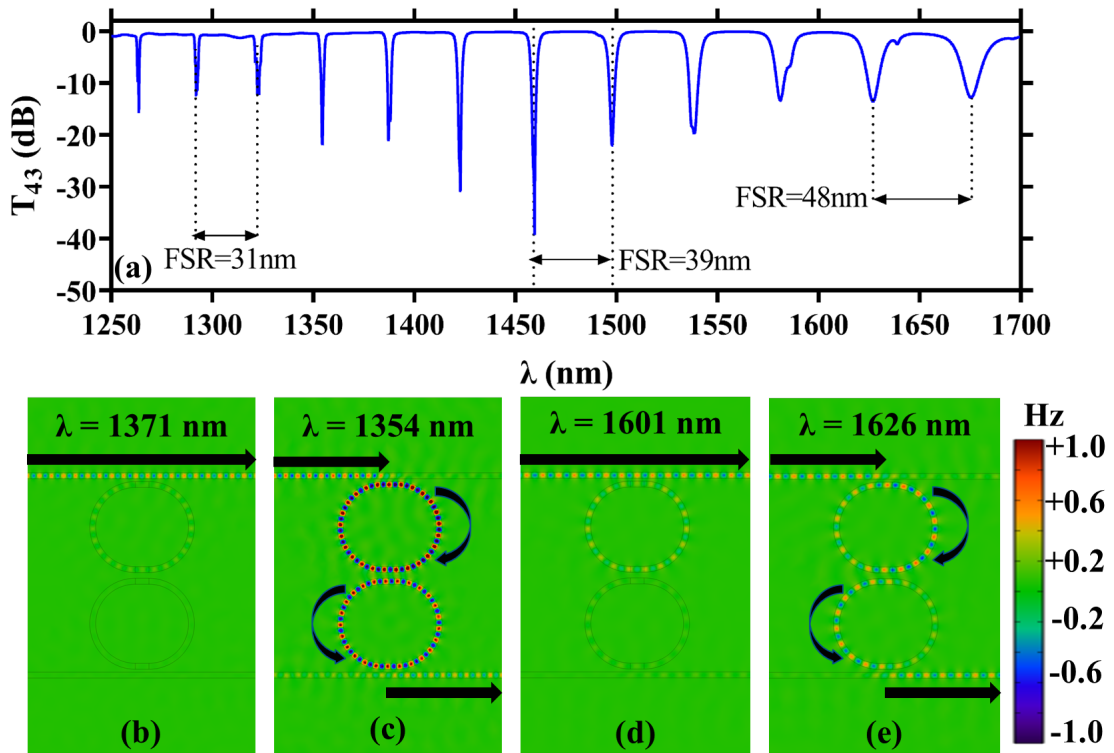 0
-10
-20
-30
-40
-50
T43 (dB)
FSR=31nm
FSR=39nm
FSR=48nm
(a)
1250 1300 1350 1400 1450 1500 1550 1600 1650 1700
λ (nm)
λ = 1371 nm
λ = 1354 nm
λ = 1601 nm
λ = 1626 nm
Hz
+1.0
+0.6
+0.2
-0.2
-0.6
-1.0
(b)
(c)
(d)
(e)